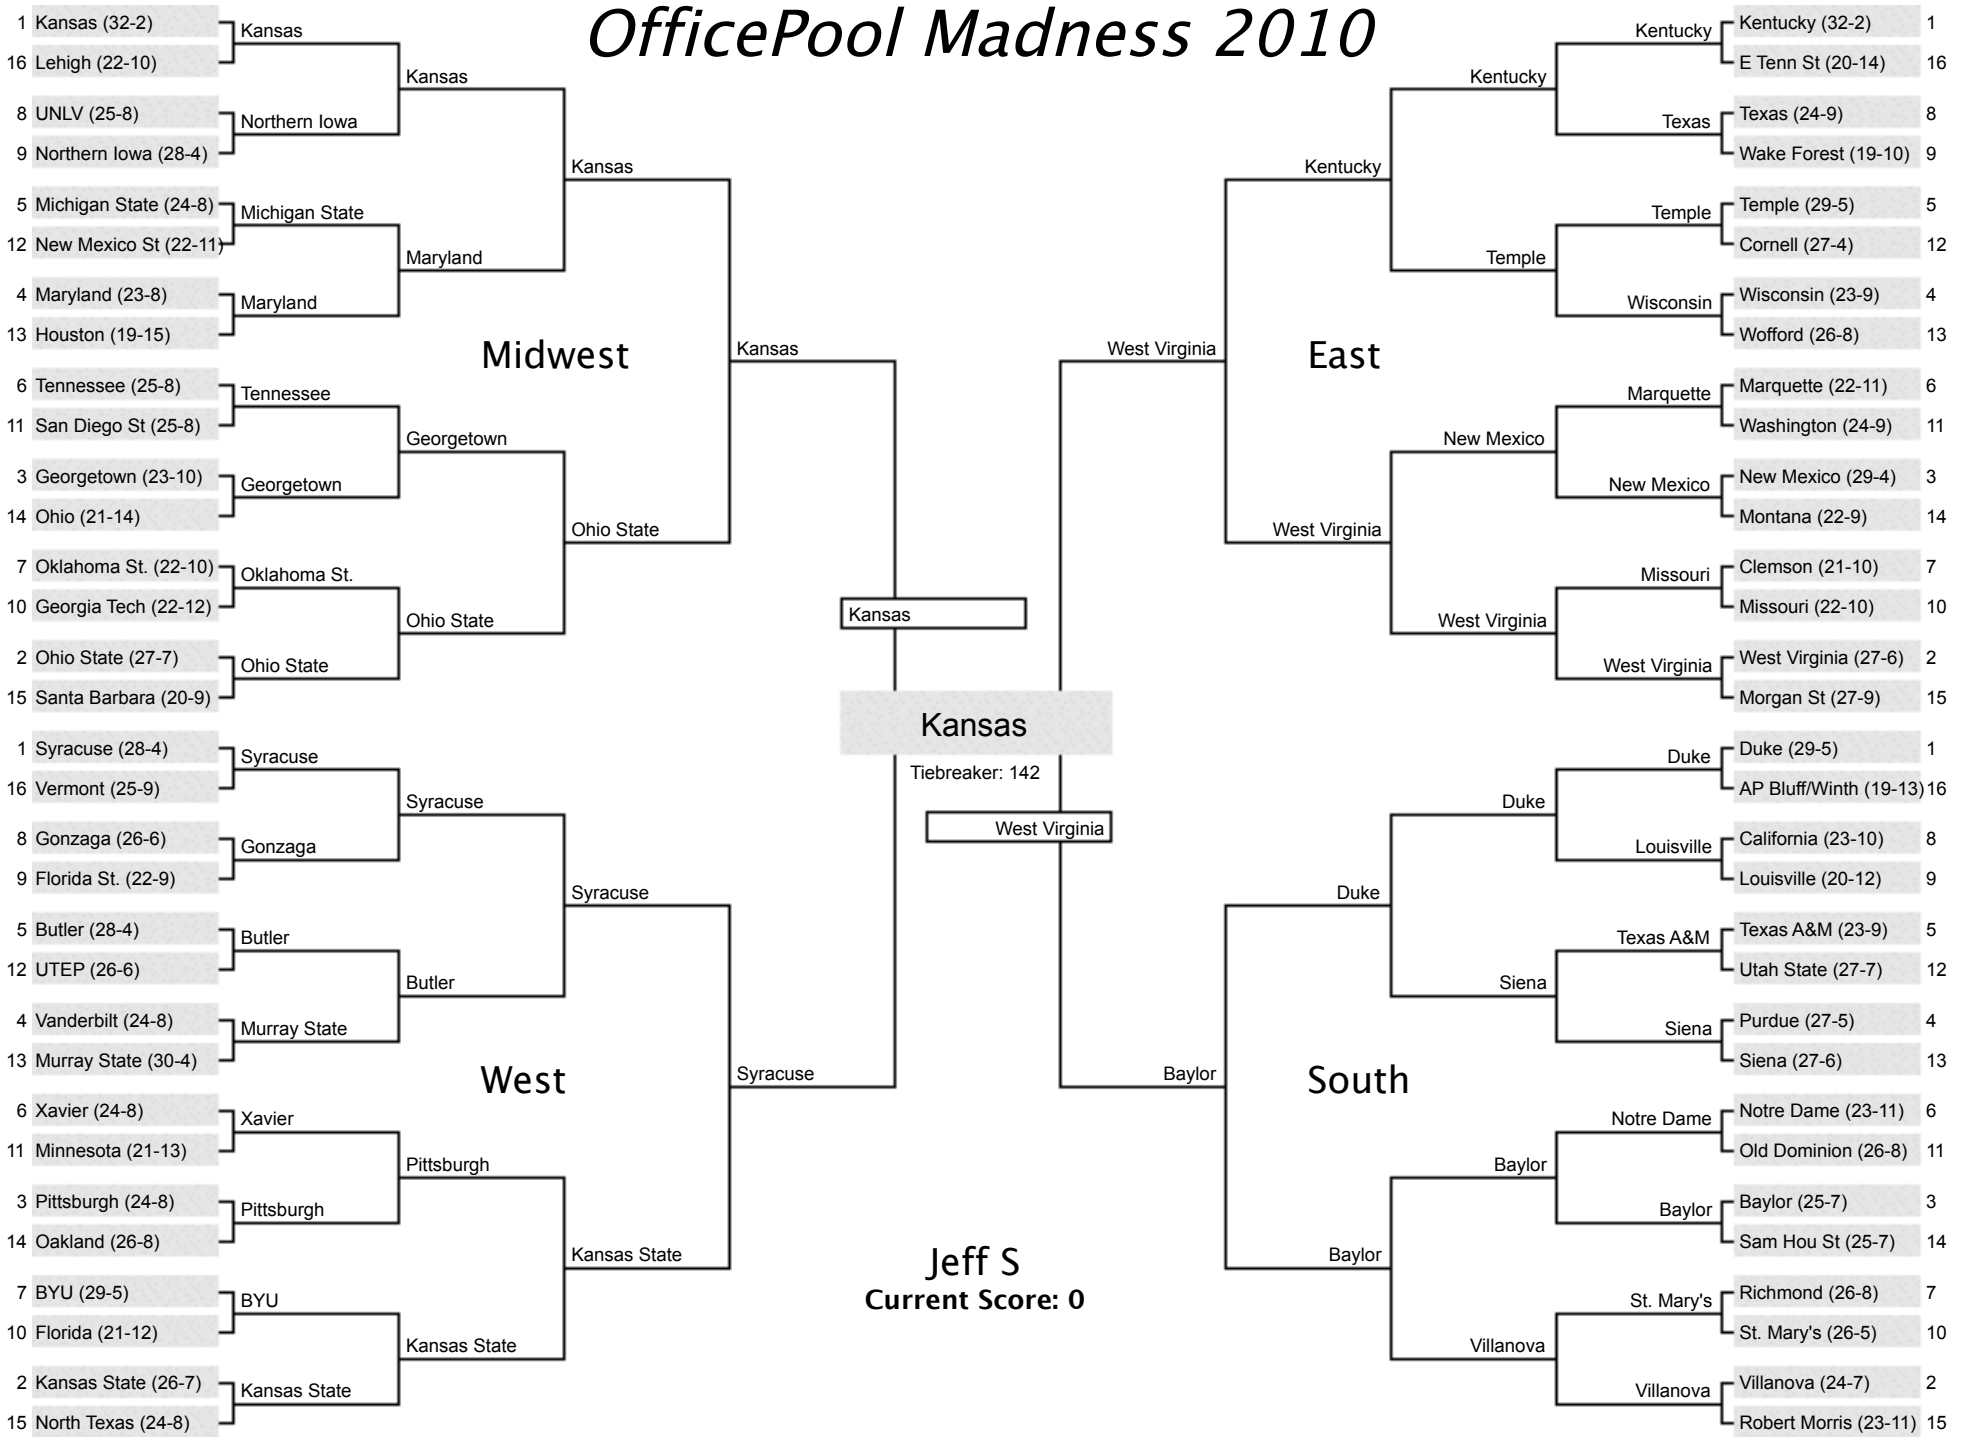 OfficePool Madness 2010
1 Kansas (32-2)
16 Lehigh (22-10)
8 UNLV (25-8)
9 Northern Iowa (28-4)
5 Michigan State (24-8)
12 New Mexico St (22-11)
4 Maryland (23-8)
13 Houston (19-15)
6 Tennessee (25-8)
11 San Diego St (25-8)
3 Georgetown (23-10)
14 Ohio (21-14)
7 Oklahoma St. (22-10)
10 Georgia Tech (22-12)
2 Ohio State (27-7)
15 Santa Barbara (20-9)
Kansas
Northern Iowa
Michigan State
Maryland
Tennessee
Georgetown
Oklahoma St.
Ohio State
Kansas
Maryland
Georgetown
Ohio State
Kansas
Ohio State
Midwest
Kansas
1 Syracuse (28-4)
16 Vermont (25-9)
8 Gonzaga (26-6)
9 Florida St. (22-9)
5 Butler (28-4)
12 UTEP (26-6)
4 Vanderbilt (24-8)
13 Murray State (30-4)
6 Xavier (24-8)
11 Minnesota (21-13)
3 Pittsburgh (24-8)
14 Oakland (26-8)
7 BYU (29-5)
10 Florida (21-12)
2 Kansas State (26-7)
15 North Texas (24-8)
Syracuse
Gonzaga
Butler
Murray State
Xavier
Pittsburgh
BYU
Kansas State
Syracuse
Butler
Pittsburgh
Kansas State
Syracuse
Kansas State
West
Syracuse
Kansas
Kansas
Tiebreaker: 142
West Virginia
Jeff S
Current Score: 0
Kentucky (32-2) 1
E Tenn St (20-14) 16
Texas (24-9) 8
Wake Forest (19-10) 9
Temple (29-5) 5
Cornell (27-4) 12
Wisconsin (23-9) 4
Wofford (26-8) 13
Marquette (22-11) 6
Washington (24-9) 11
New Mexico (29-4) 3
Montana (22-9) 14
Clemson (21-10) 7
Missouri (22-10) 10
West Virginia (27-6) 2
Morgan St (27-9) 15
Kentucky
Texas
Temple
Wisconsin
Marquette
New Mexico
Missouri
West Virginia
Kentucky
Temple
New Mexico
West Virginia
Kentucky
West Virginia
East
West Virginia
Duke (29-5) 1
AP Bluff/Winth (19-13) 16
California (23-10) 8
Louisville (20-12) 9
Texas A&M (23-9) 5
Utah State (27-7) 12
Purdue (27-5) 4
Siena (27-6) 13
Notre Dame (23-11) 6
Old Dominion (26-8) 11
Baylor (25-7) 3
Sam Hou St (25-7) 14
Richmond (26-8) 7
St. Mary's (26-5) 10
Villanova (24-7) 2
Robert Morris (23-11) 15
Duke
Louisville
Texas A&M
Siena
Notre Dame
Baylor
St. Mary's
Villanova
Duke
Siena
Baylor
Villanova
Duke
Baylor
South
Baylor